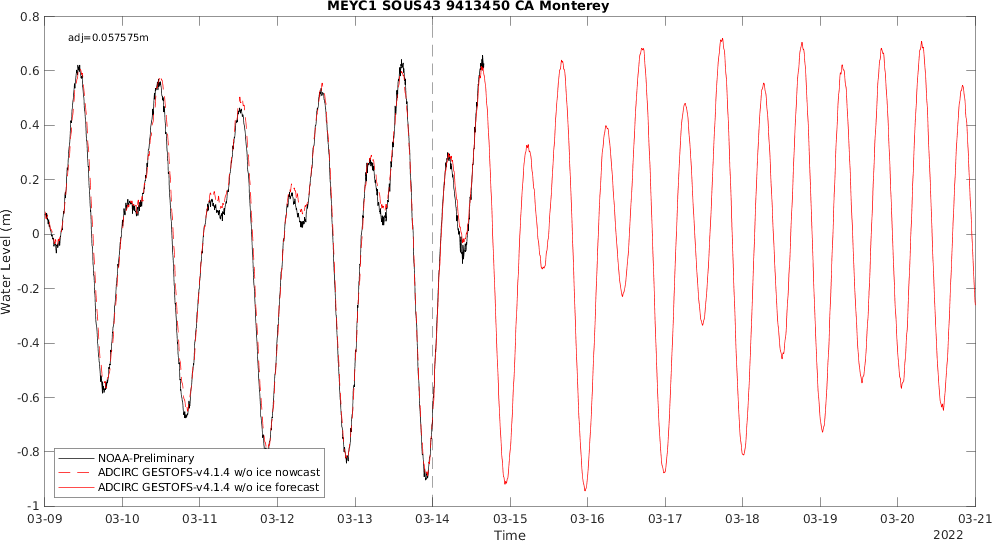 MEYC1 SOUS43 9413450 CA Monterey
adj=0.057575m
0.8
0.6
0.4
0.2
0
-0.2
-0.4
-0.6
-0.8
-1
Water Level (m)
NOAA-Preliminary
ADCIRC GESTOFS-v4.1.4 w/o ice nowcast
ADCIRC GESTOFS-v4.1.4 w/o ice forecast
03-09 03-10 03-11 03-12 03-13 03-14 03-15 03-16 03-17 03-18 03-19 03-20 03-21
Time
2022